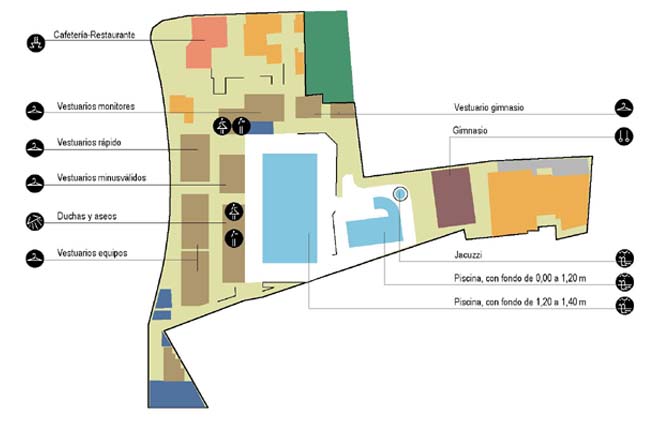 Cafetería-Restaurante
Vestuarios monitores
Vestuarios rápido
Vestuarios minusválidos
Duchas y aseos
Vestuarios equipos
Vestuario gimnasio
Gimnasio
Jacuzzi
Piscina, con fondo de 0,00 a 1,20 m
Piscina, con fondo de 1,20 a 1,40 m